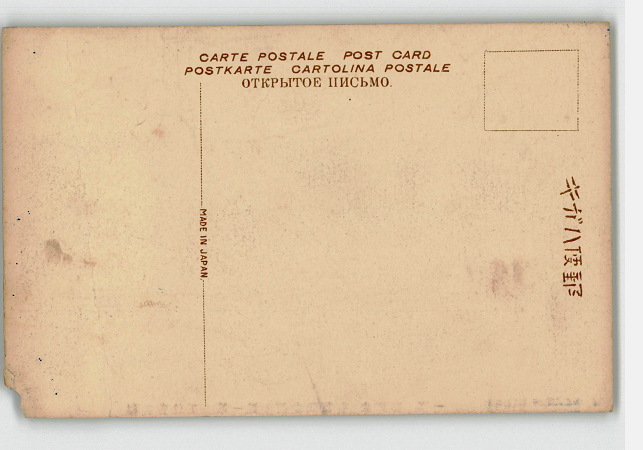 CARTE POSTALE POST CARD
POSTKARTE CARTOLINA POSTALE
ОТКРЫТОЕ ПИСЬМО.
MADE IN JAPAN.
郵便ハガキ